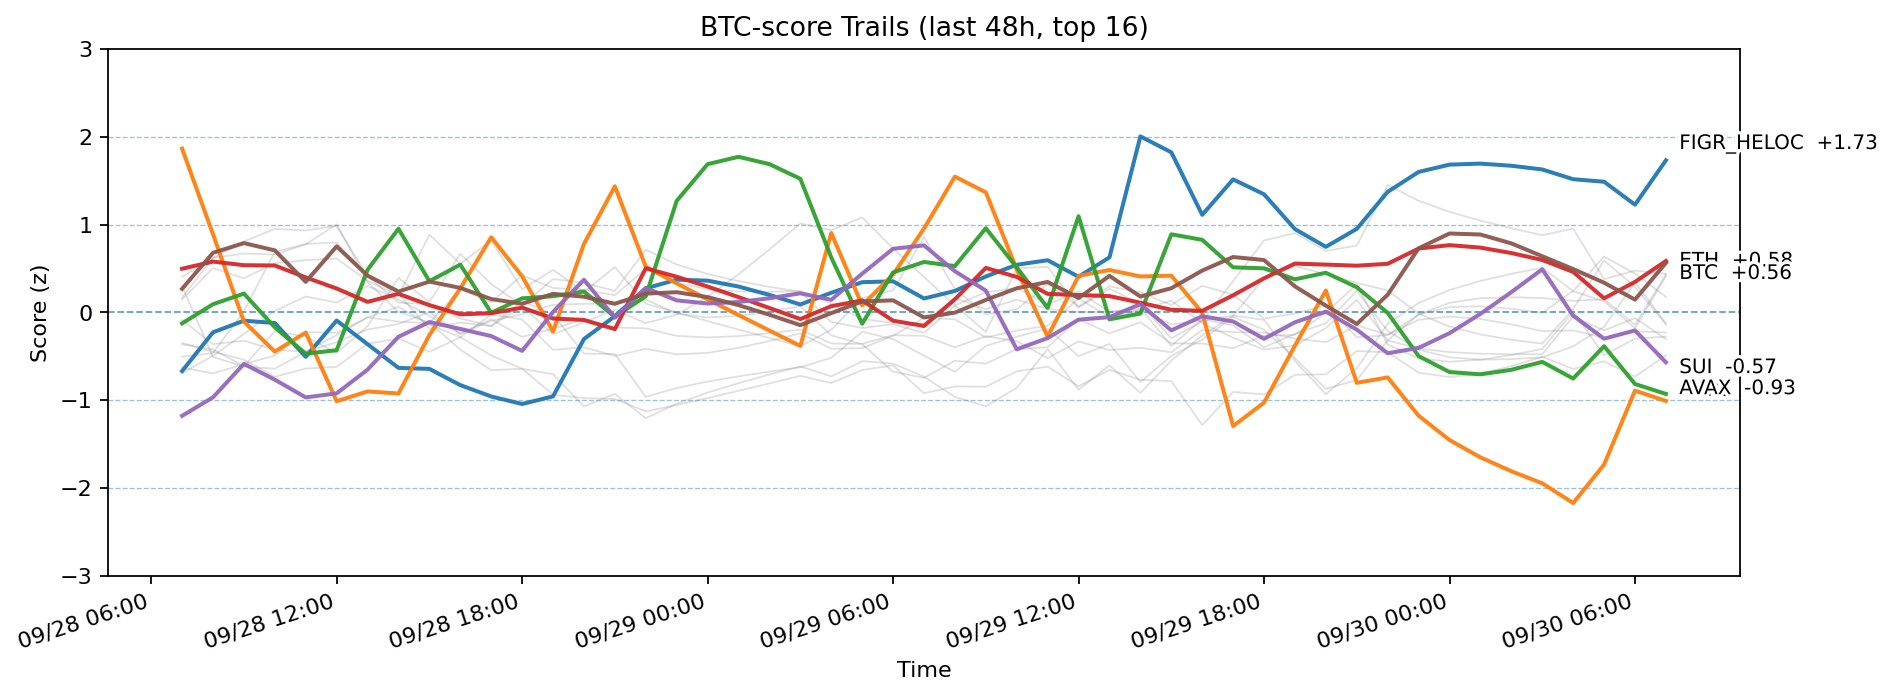 BTC-score Trails (last 48h, top 16)
3
2
1
0
−1
−2
−3
Score (z)
FIGR_HELOC +1.73
ETH +0.58
BTC +0.56
SUI -0.57
AVAX -0.93
09/28 06:00
09/28 12:00
09/28 18:00
09/29 00:00
09/29 06:00
09/29 12:00
09/29 18:00
09/30 00:00
09/30 06:00
Time